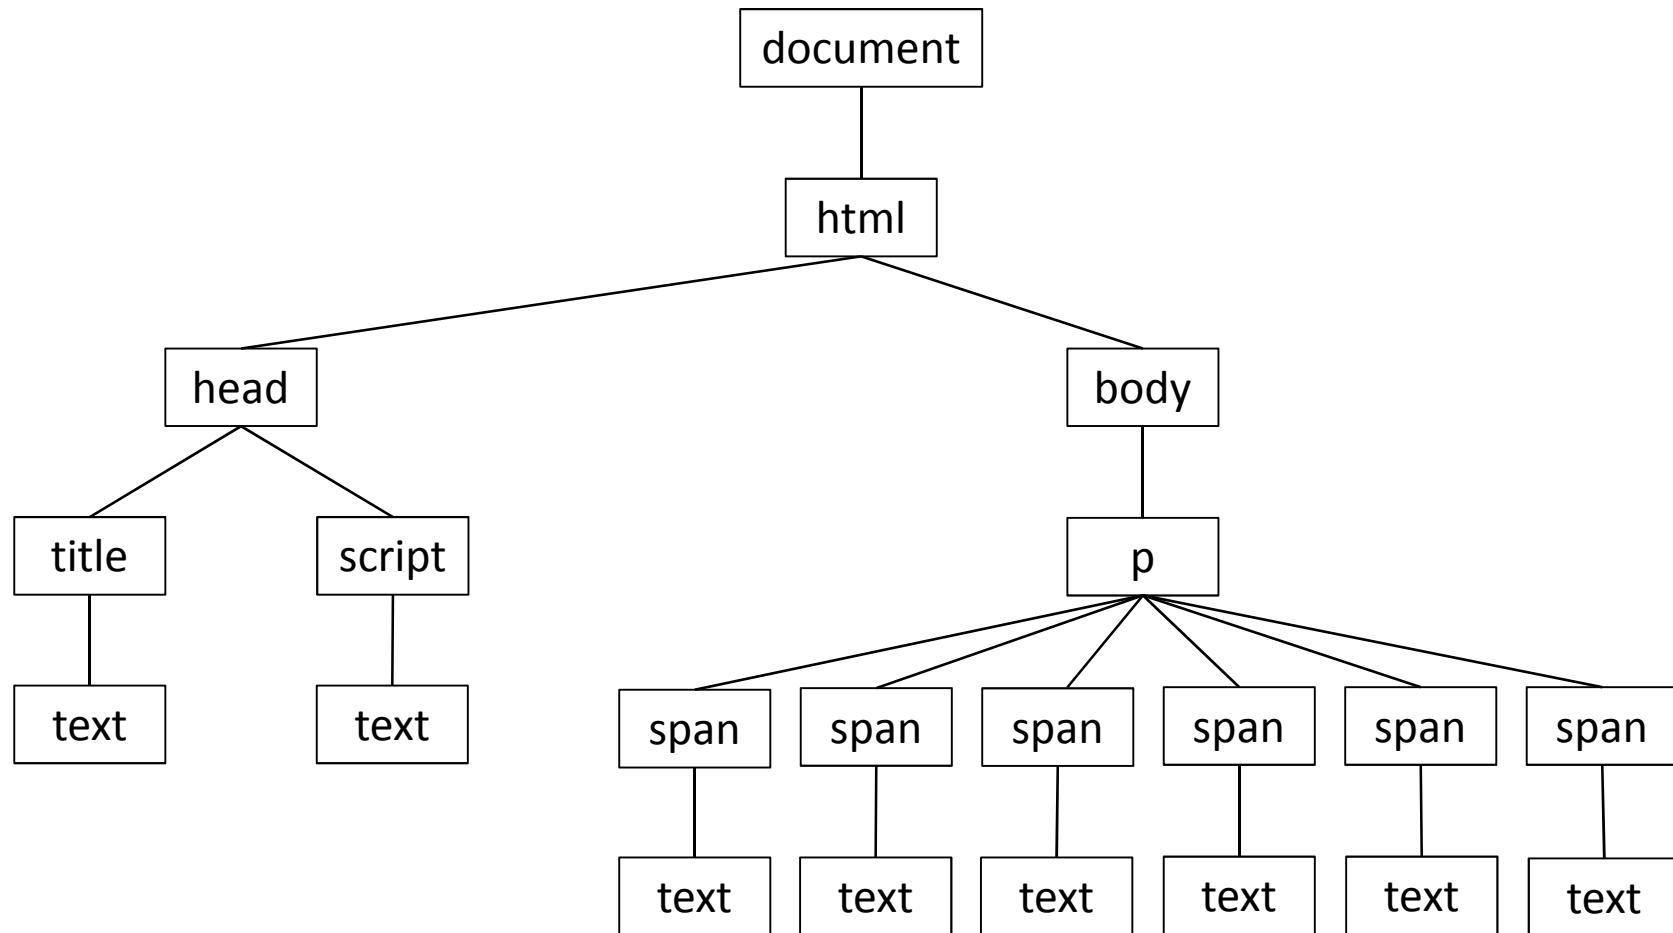 document
html
head body
title script p
text text span span span span span span
text text text text text text